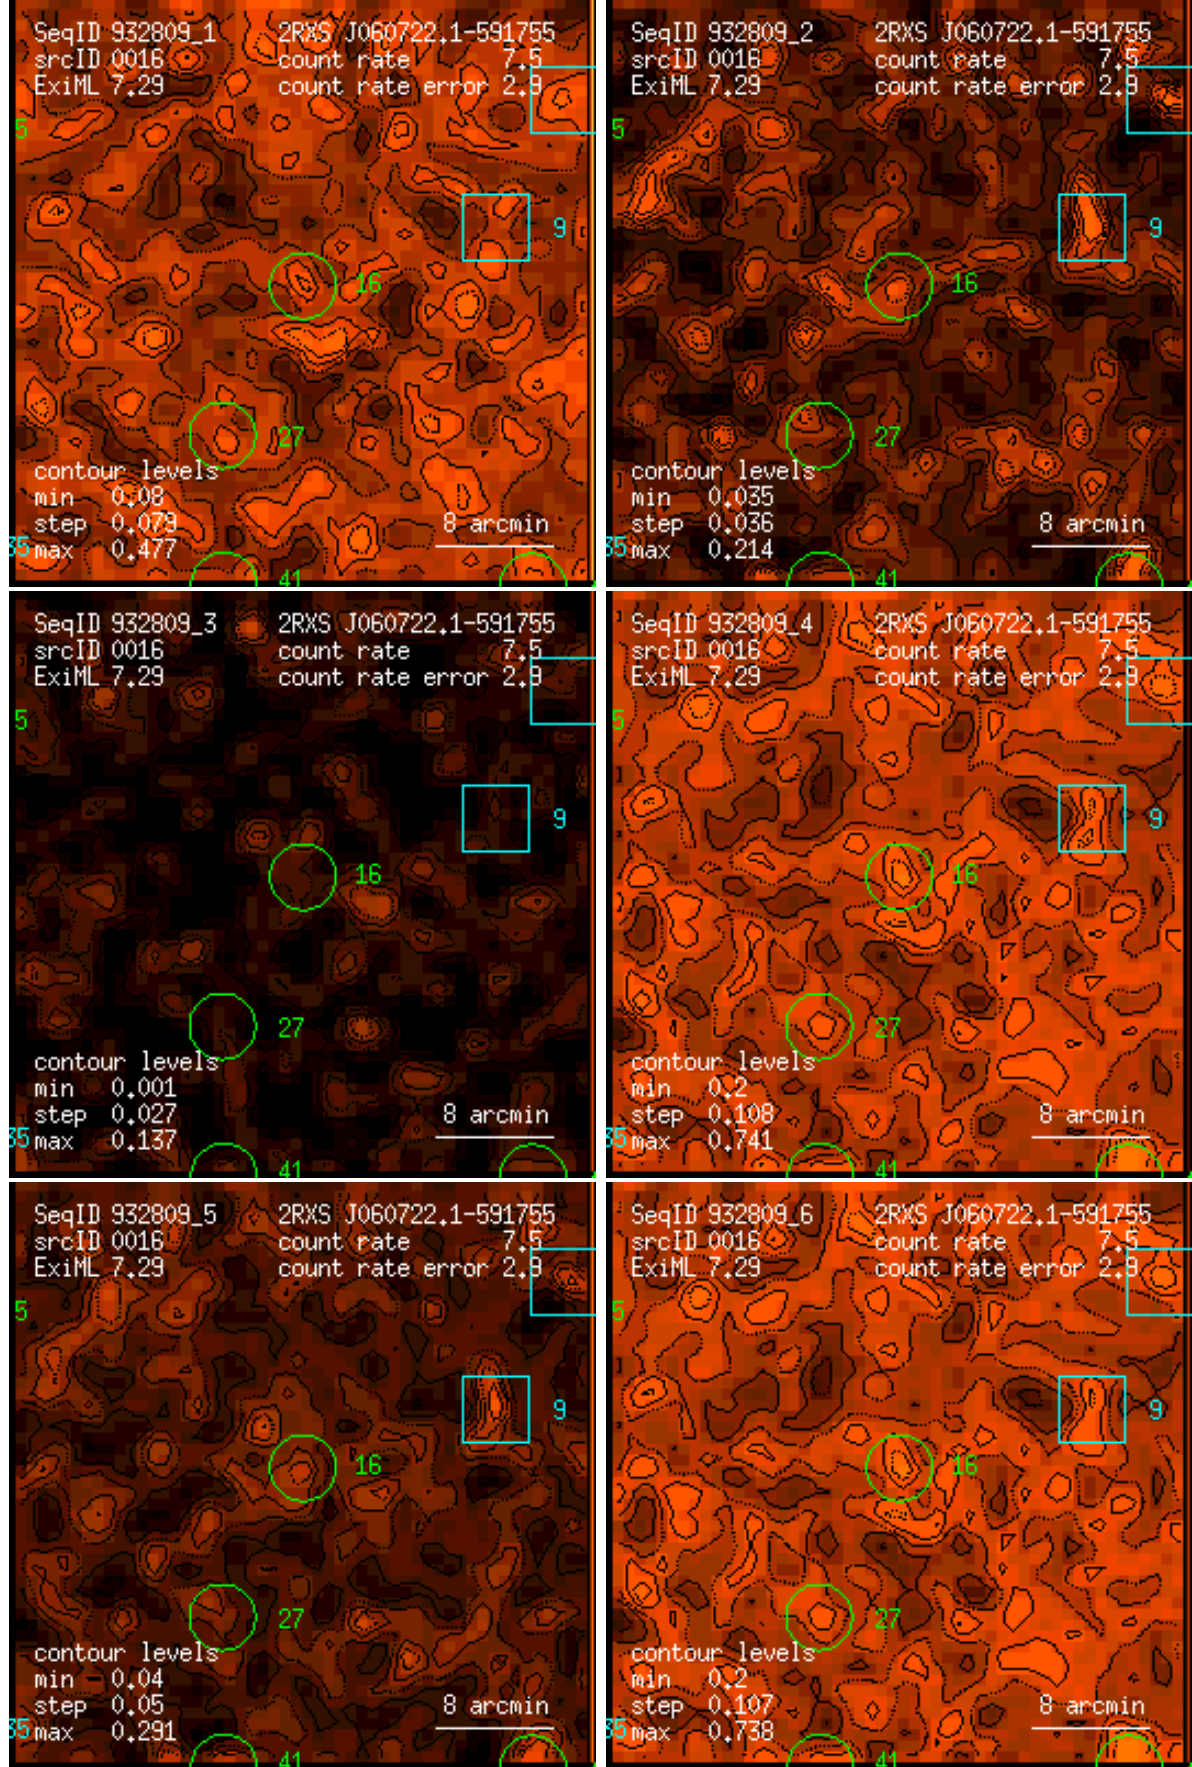 SeqID 932809_1 2RXS J060722.1-591755
srcID 0016 count rate 7.5
ExiML 7.29 count rate error 2.9
5
9
16
27
contour levels
min 0.08
step 0.079
8 arcmin
35 max 0.477
41
SeqID 932809_2 2RXS J060722.1-591755
srcID 0016 count rate 7.5
ExiML 7.29 count rate error 2.9
5
9
16
27
contour levels
min 0.035
step 0.036
8 arcmin
35 max 0.214
41
SeqID 932809_3 2RXS J060722.1-591755
srcID 0016 count rate 7.5
ExiML 7.29 count rate error 2.9
5
9
16
27
contour levels
min 0.001
step 0.027
8 arcmin
35 max 0.137
41
SeqID 932809_4 2RXS J060722.1-591755
srcID 0016 count rate 7.5
ExiML 7.29 count rate error 2.9
5
9
16
27
contour levels
min 0.2
step 0.108
8 arcmin
35 max 0.741
41
SeqID 932809_5 2RXS J060722.1-591755
srcID 0016 count rate 7.5
ExiML 7.29 count rate error 2.9
5
9
16
27
contour levels
min 0.04
step 0.05
8 arcmin
35 max 0.291
41
SeqID 932809_6 2RXS J060722.1-591755
srcID 0016 count rate 7.5
ExiML 7.29 count rate error 2.9
5
9
16
27
contour levels
min 0.2
step 0.107
8 arcmin
35 max 0.738
41